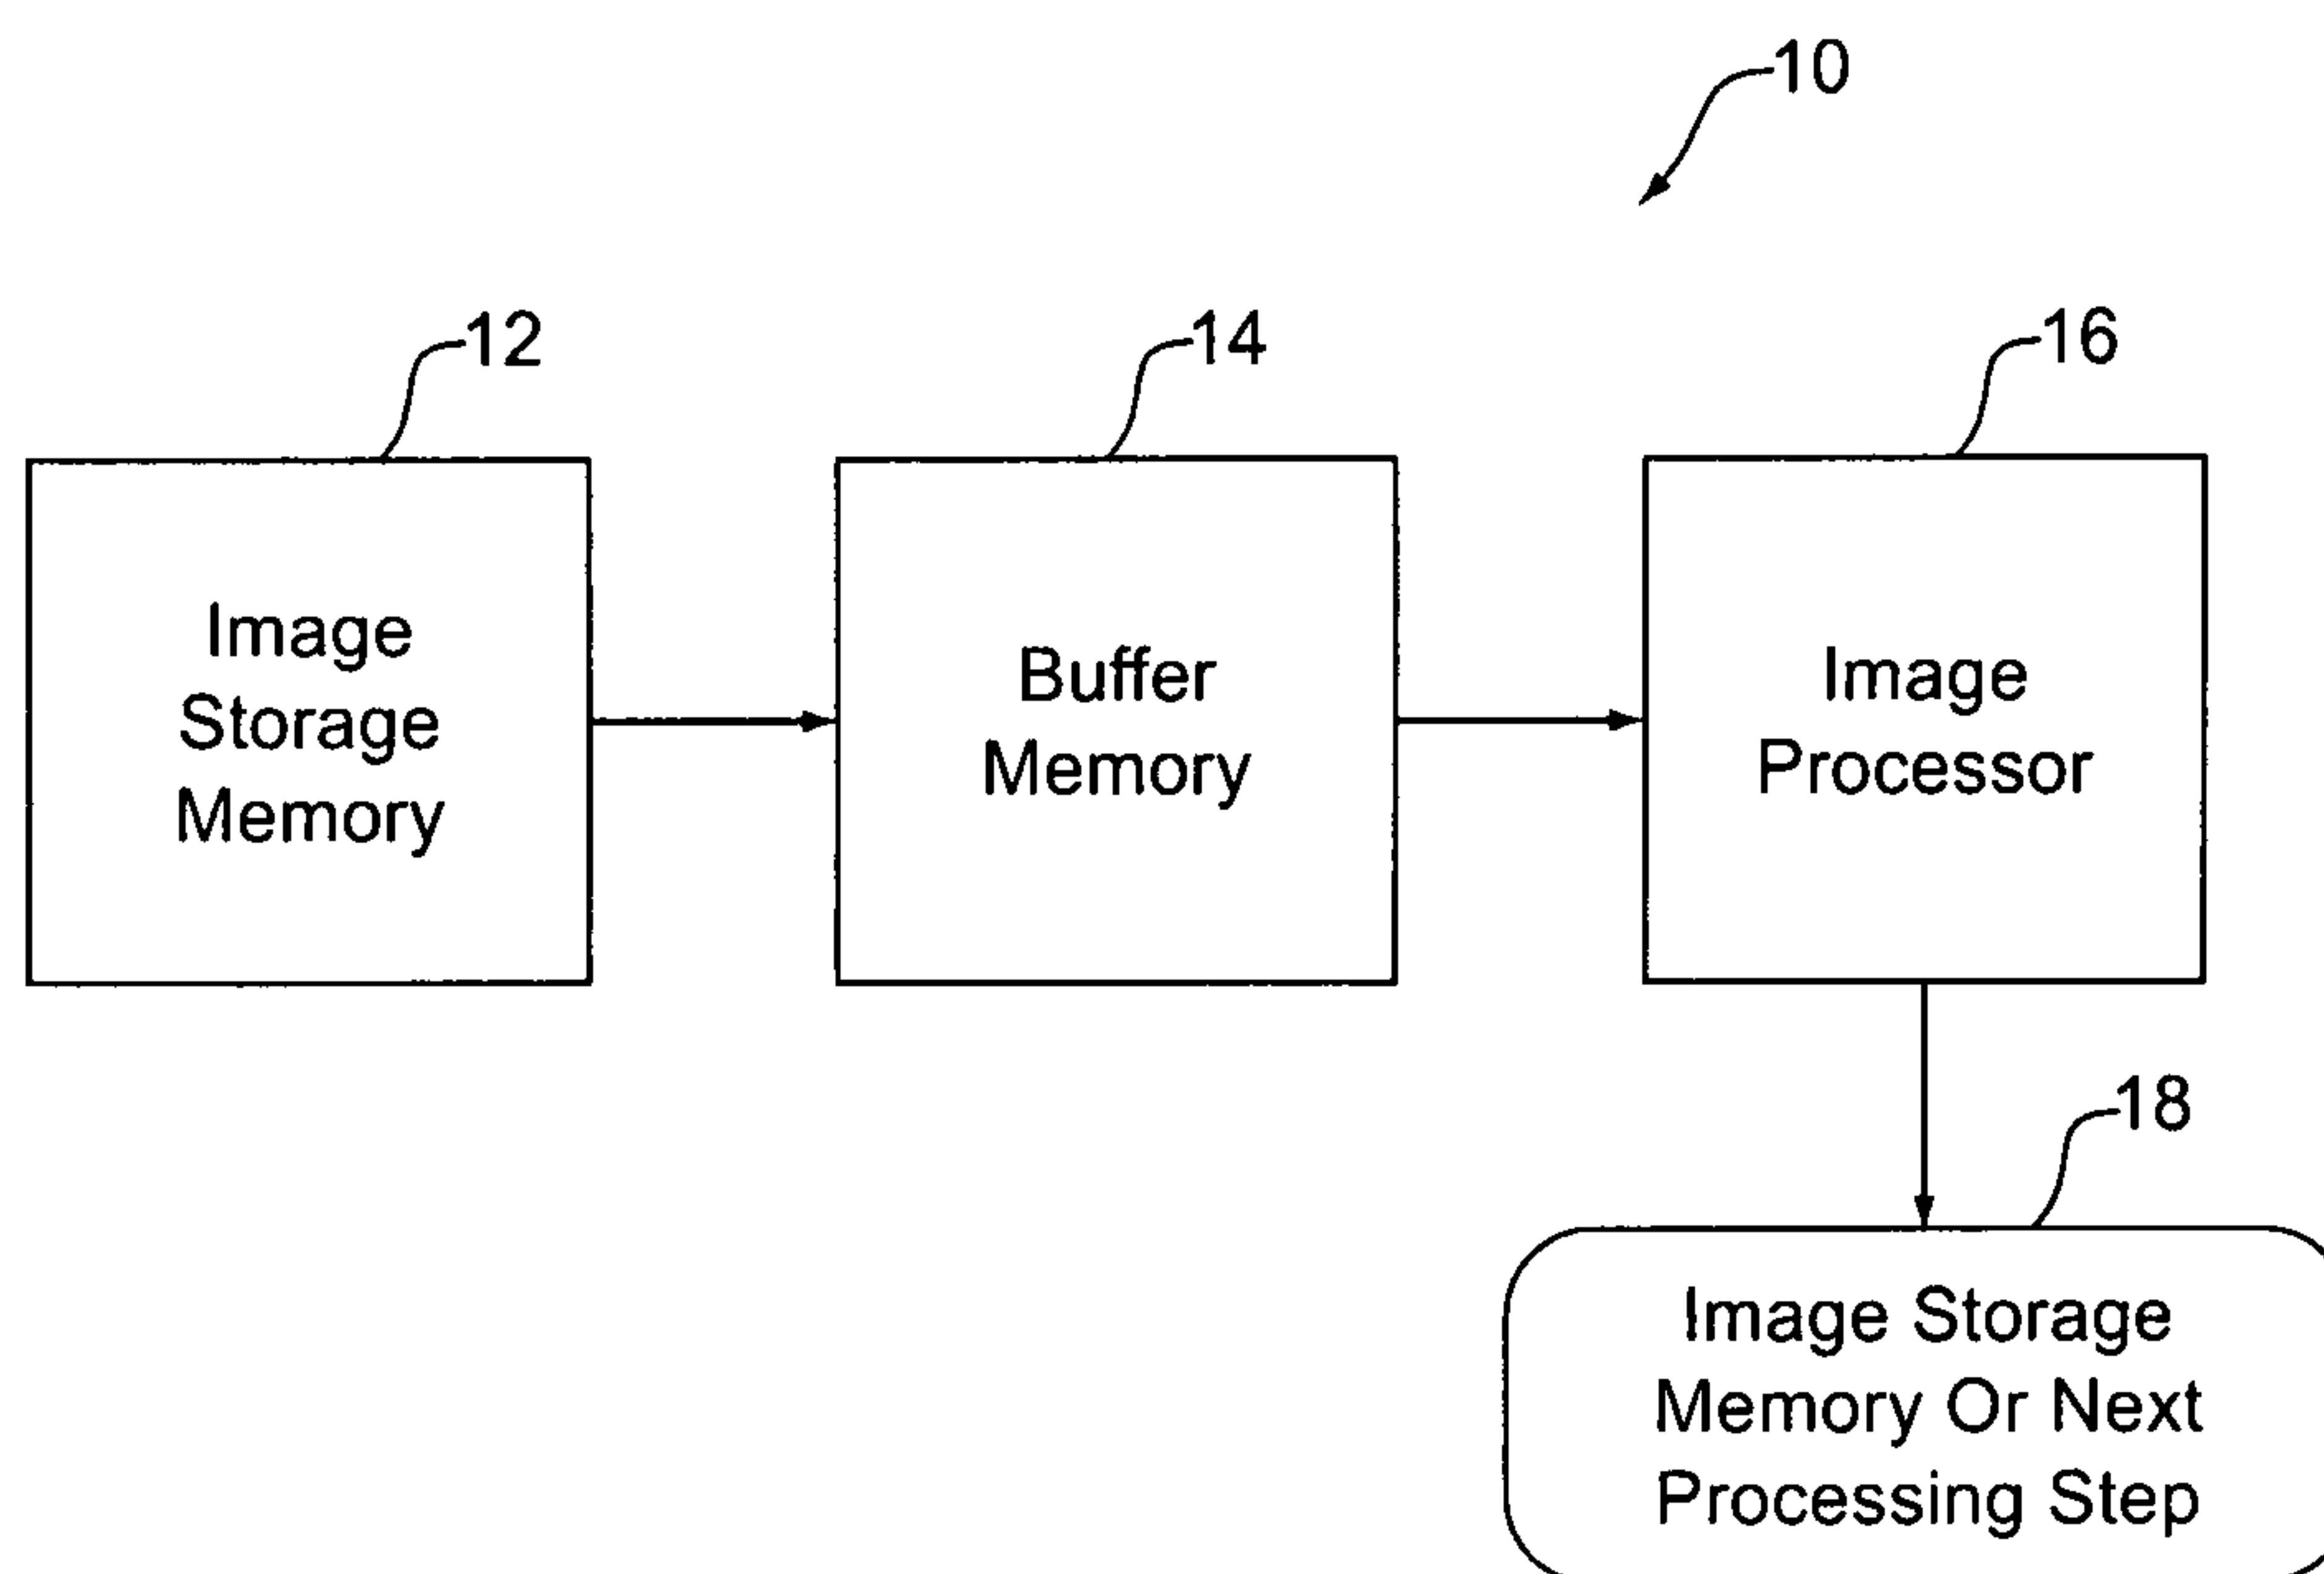 10
12
14
16
Image
Storage
Memory
Buffer
Memory
Image
Processor
18
Image Storage
Memory Or Next
Processing Step